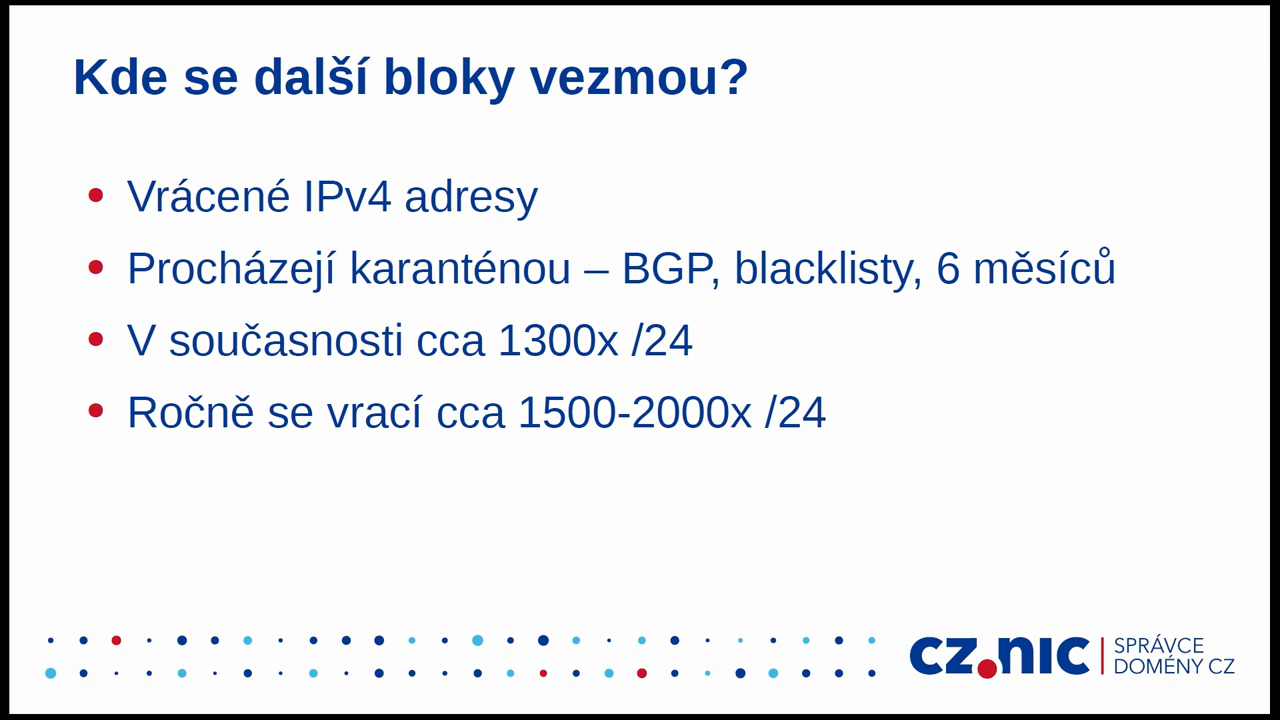 Kde se další bloky vezmou?
Vrácené IPv4 adresy
Procházejí karanténou – BGP, blacklisty, 6 měsíců
V současnosti cca 1300x /24
Ročně se vrací cca 1500-2000x /24
cz.nic
SPRÁVCE
DOMÉNY CZ